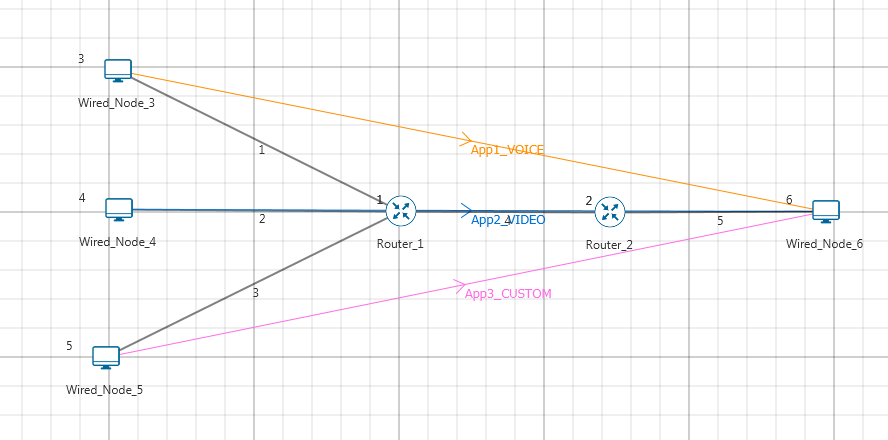 3
Wired_Node_3
1
App1_VOICE
4
Wired_Node_4
2
1
Router_1
App2_VIDEO
4
2
Router_2
5
6
Wired_Node_6
3
App3_CUSTOM
5
Wired_Node_5